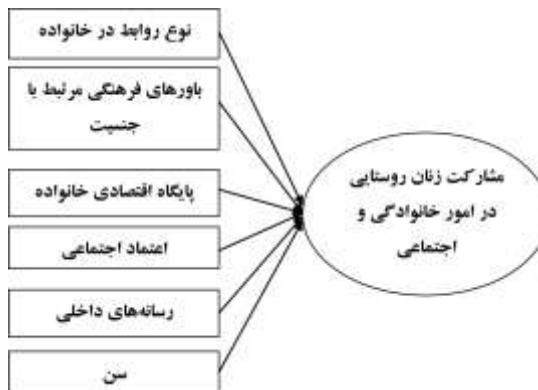 نوع روابط در خانواده
باورهای فرهنگی مرتبط با
جنسیت
پایگاه اقتصادی خانواده
اعتماد اجتماعی
رسانه‌های داخلی
سن
مشارکت زنان روستایی
در امور خانوادگی و
اجتماعی